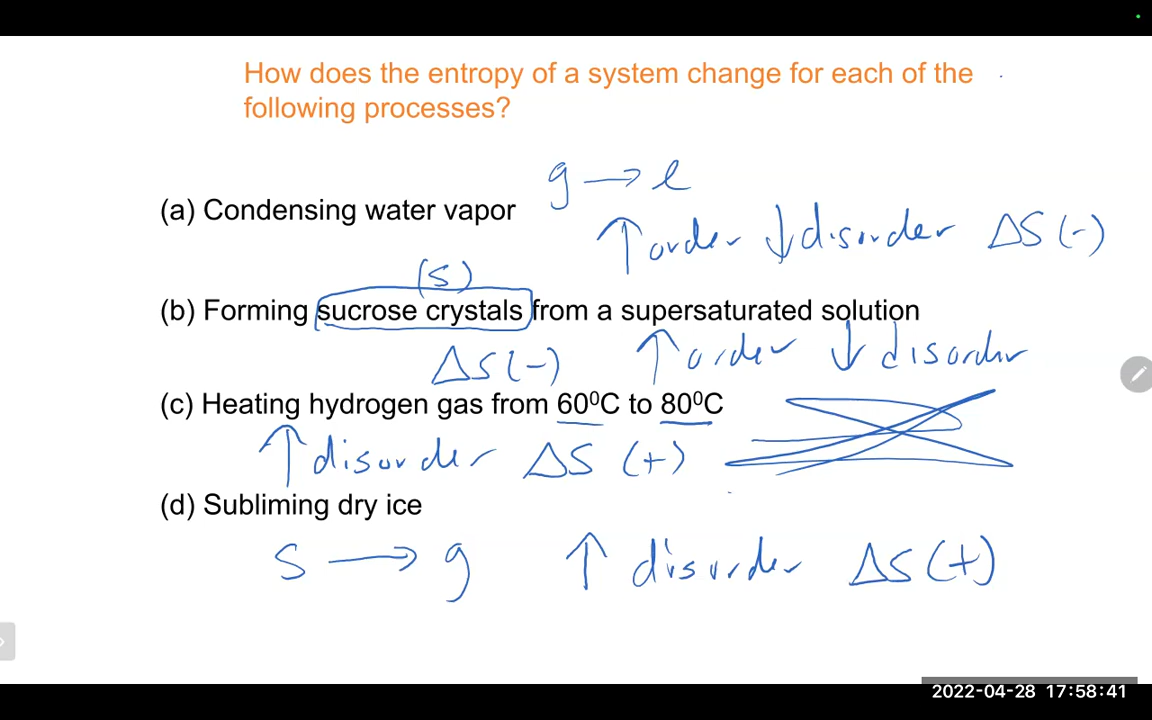 How does the entropy of a system change for each of the
following processes?
g → l
(a) Condensing water vapor
↑ order ↓ disorder ΔS (-)
(s)
(b) Forming sucrose crystals from a supersaturated solution
ΔS (-) ↑ order ↓ disorder
(c) Heating hydrogen gas from 60⁰C to 80⁰C
↑ disorder ΔS (+)
(d) Subliming dry ice
s → g ↑ disorder ΔS (+)
2022-04-28 17:58:41